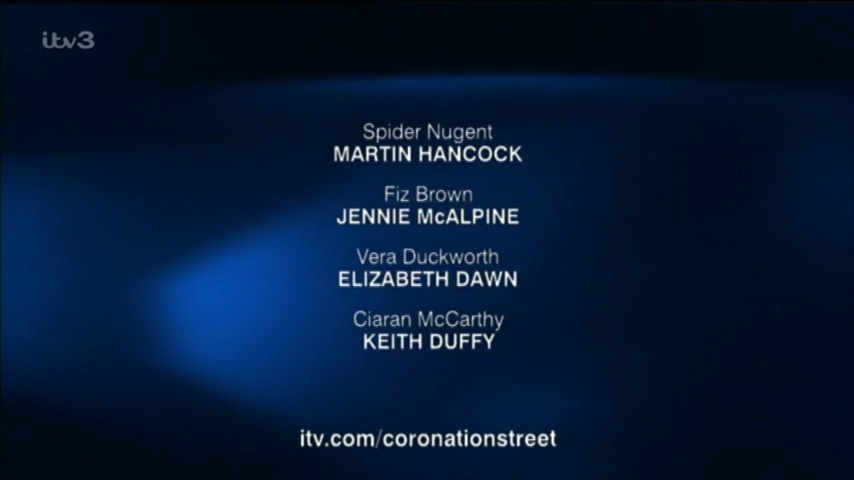 itv3
Spider Nugent
MARTIN HANCOCK
Fiz Brown
JENNIE McALPINE
Vera Duckworth
ELIZABETH DAWN
Ciaran McCarthy
KEITH DUFFY
itv.com/coronationstreet